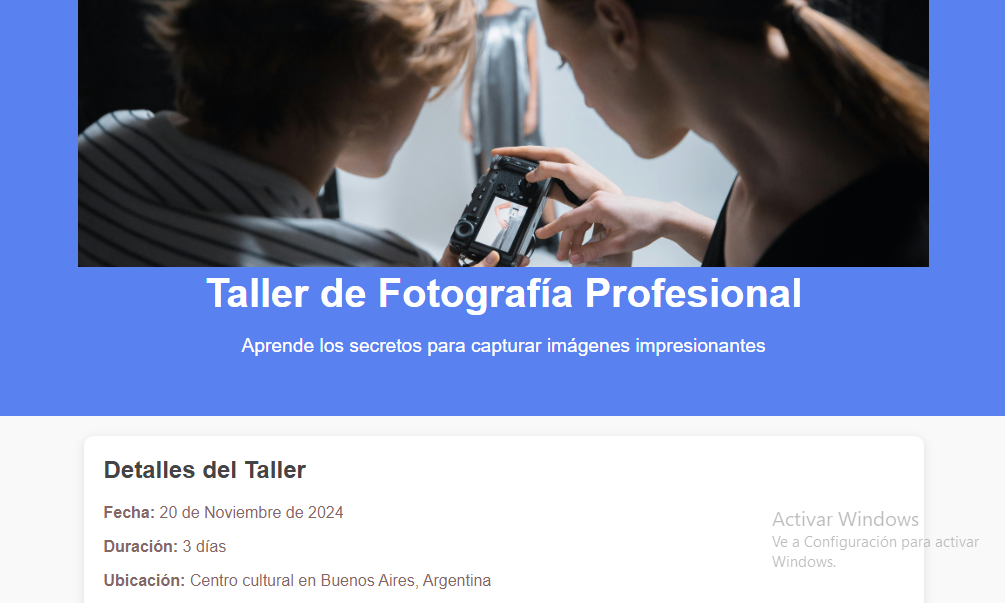 Taller de Fotografía Profesional
Aprende los secretos para capturar imágenes impresionantes
Detalles del Taller
Fecha: 20 de Noviembre de 2024
Duración: 3 días
Ubicación: Centro cultural en Buenos Aires, Argentina
Activar Windows
Ve a Configuración para activar
Windows.